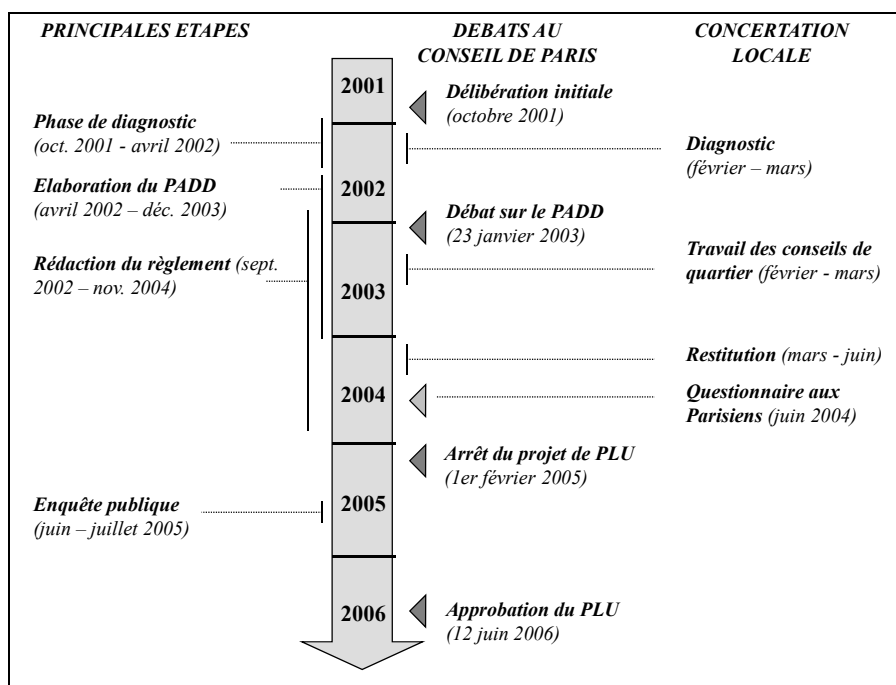 PRINCIPALES ETAPES
DEBATS AU
CONSEIL DE PARIS
CONCERTATION
LOCALE
2001
Délibération initiale
(octobre 2001)
Phase de diagnostic
(oct. 2001 - avril 2002)
Diagnostic
(février – mars)
Elaboration du PADD
(avril 2002 – déc. 2003)
2002
Débat sur le PADD
(23 janvier 2003)
Rédaction du règlement (sept.
2002 – nov. 2004)
2003
Travail des conseils de
quartier (février - mars)
Restitution (mars - juin)
2004
Questionnaire aux
Parisiens (juin 2004)
Arrêt du projet de PLU
(1er février 2005)
Enquête publique
(juin – juillet 2005)
2005
2006
Approbation du PLU
(12 juin 2006)